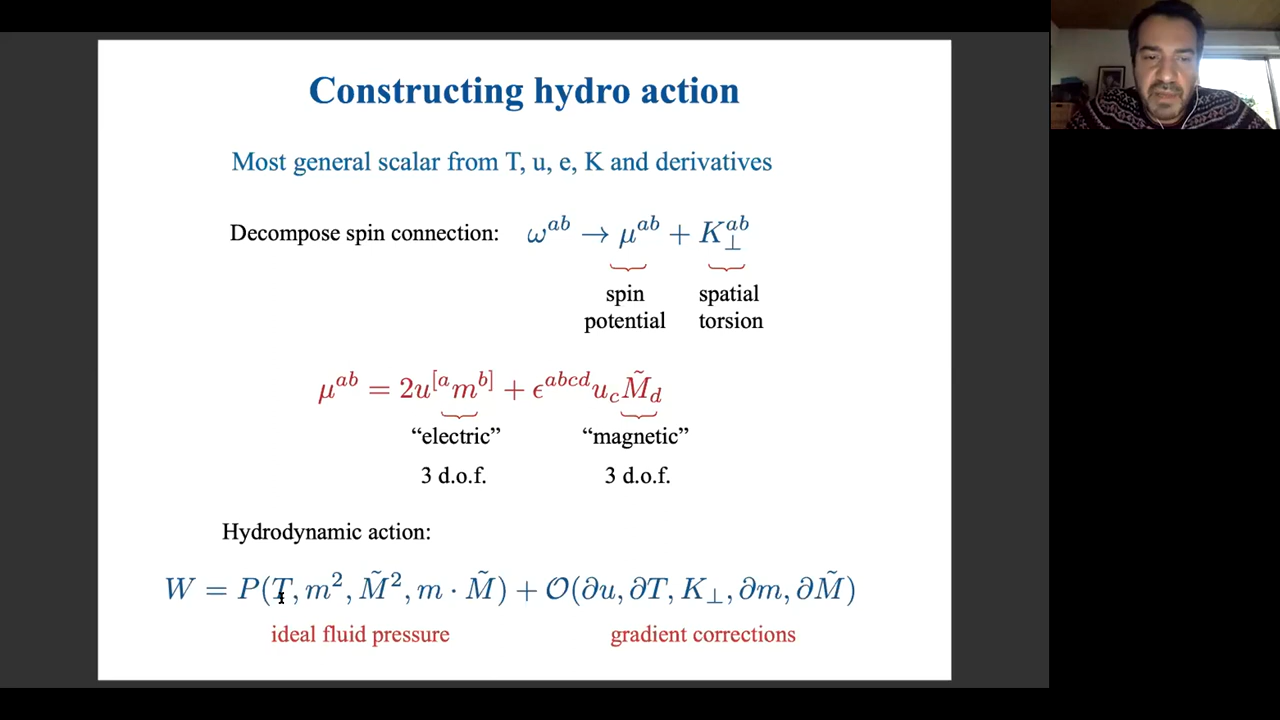 Constructing hydro action
Most general scalar from T, u, e, K and derivatives
Decompose spin connection: ω^{ab} → μ^{ab} + K_⊥^{ab}
spin potential
spatial torsion
μ^{ab} = 2u^{[a}m^{b]} + ϵ^{abcd}u_c M̃_d
“electric” “magnetic”
3 d.o.f. 3 d.o.f.
Hydrodynamic action:
W = P(T, m², M̃², m · M̃) + 𝒪(∂u, ∂T, K_⊥, ∂m, ∂M̃)
ideal fluid pressure gradient corrections